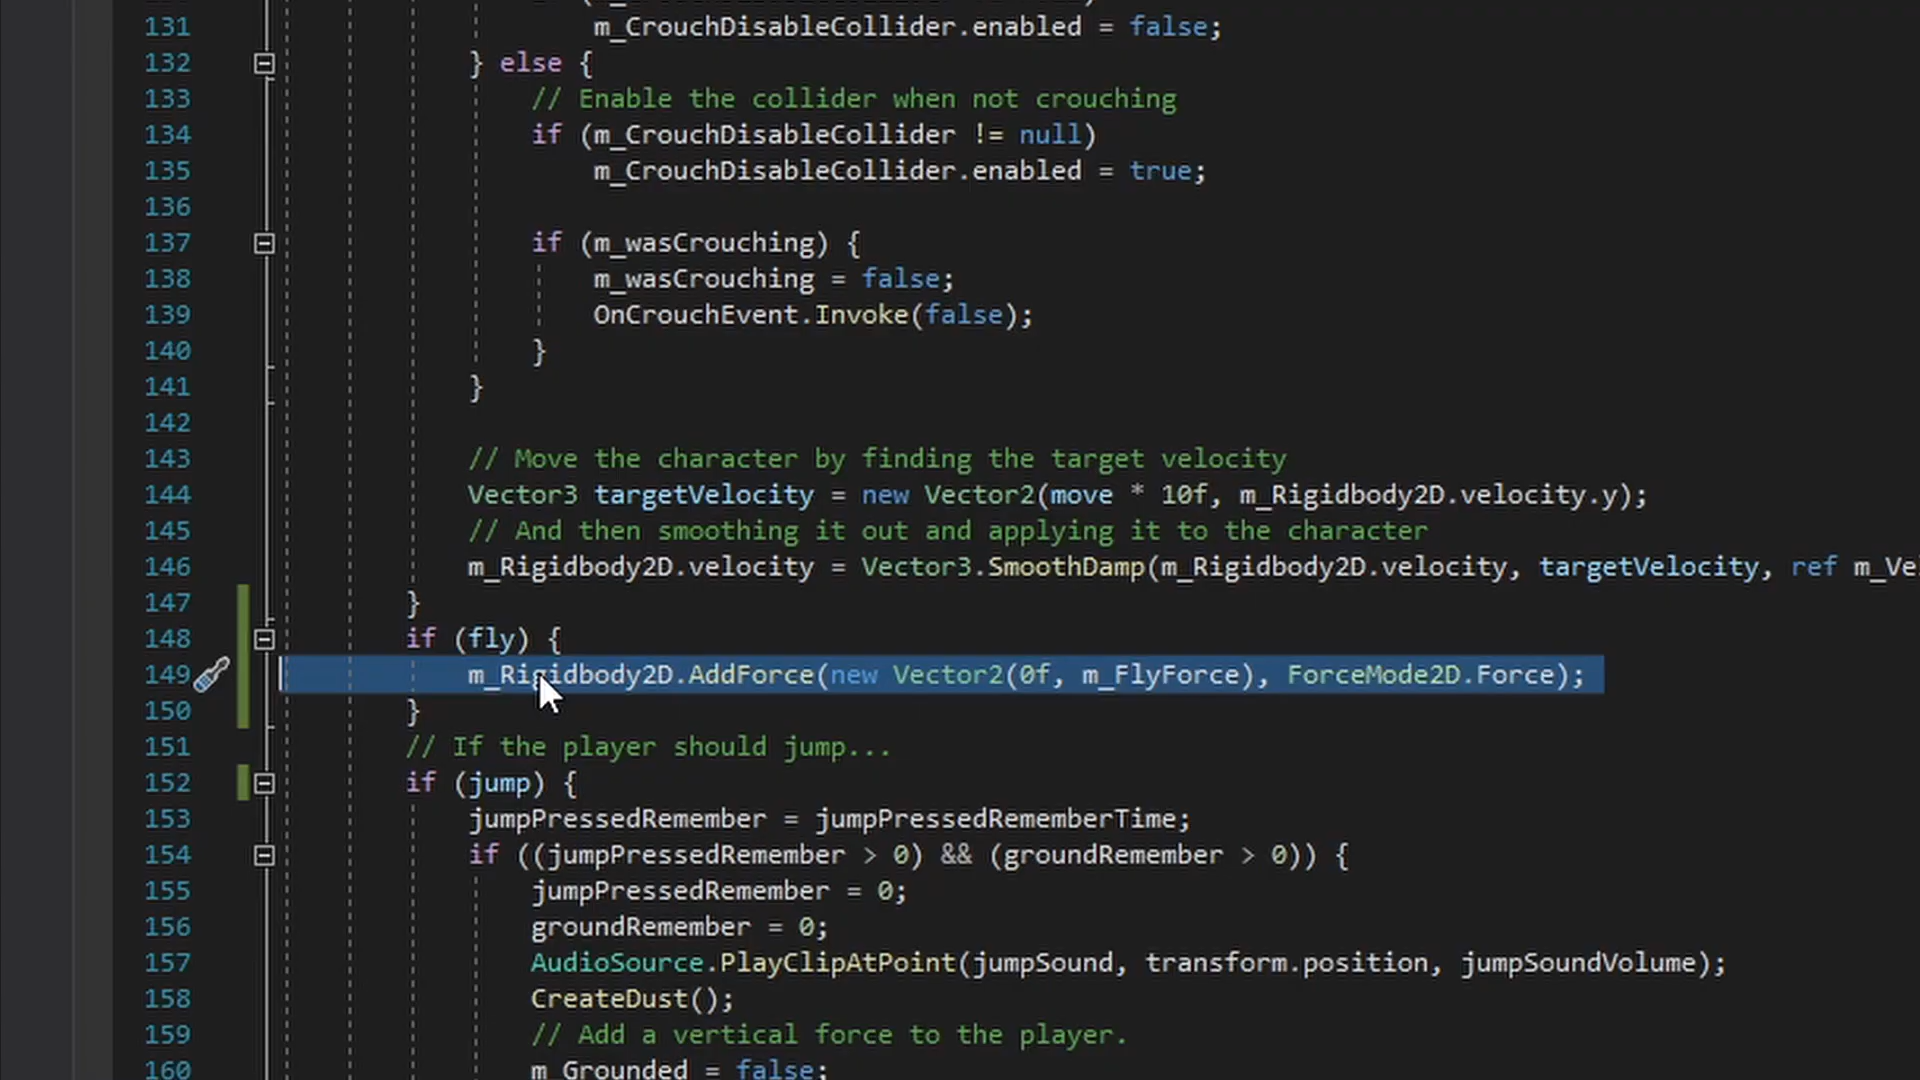 131 m_CrouchDisableCollider.enabled = false;
132 } else {
133 // Enable the collider when not crouching
134 if (m_CrouchDisableCollider != null)
135 m_CrouchDisableCollider.enabled = true;
136
137 if (m_wasCrouching) {
138 m_wasCrouching = false;
139 OnCrouchEvent.Invoke(false);
140 }
141 }
142
143 // Move the character by finding the target velocity
144 Vector3 targetVelocity = new Vector2(move * 10f, m_Rigidbody2D.velocity.y);
145 // And then smoothing it out and applying it to the character
146 m_Rigidbody2D.velocity = Vector3.SmoothDamp(m_Rigidbody2D.velocity, targetVelocity, ref m_Ve
147 }
148 if (fly) {
149 m_Rigidbody2D.AddForce(new Vector2(0f, m_FlyForce), ForceMode2D.Force);
150 }
151 // If the player should jump...
152 if (jump) {
153 jumpPressedRemember = jumpPressedRememberTime;
154 if ((jumpPressedRemember > 0) && (groundRemember > 0)) {
155 jumpPressedRemember = 0;
156 groundRemember = 0;
157 AudioSource.PlayClipAtPoint(jumpSound, transform.position, jumpSoundVolume);
158 CreateDust();
159 // Add a vertical force to the player.
160 m_Grounded = false;